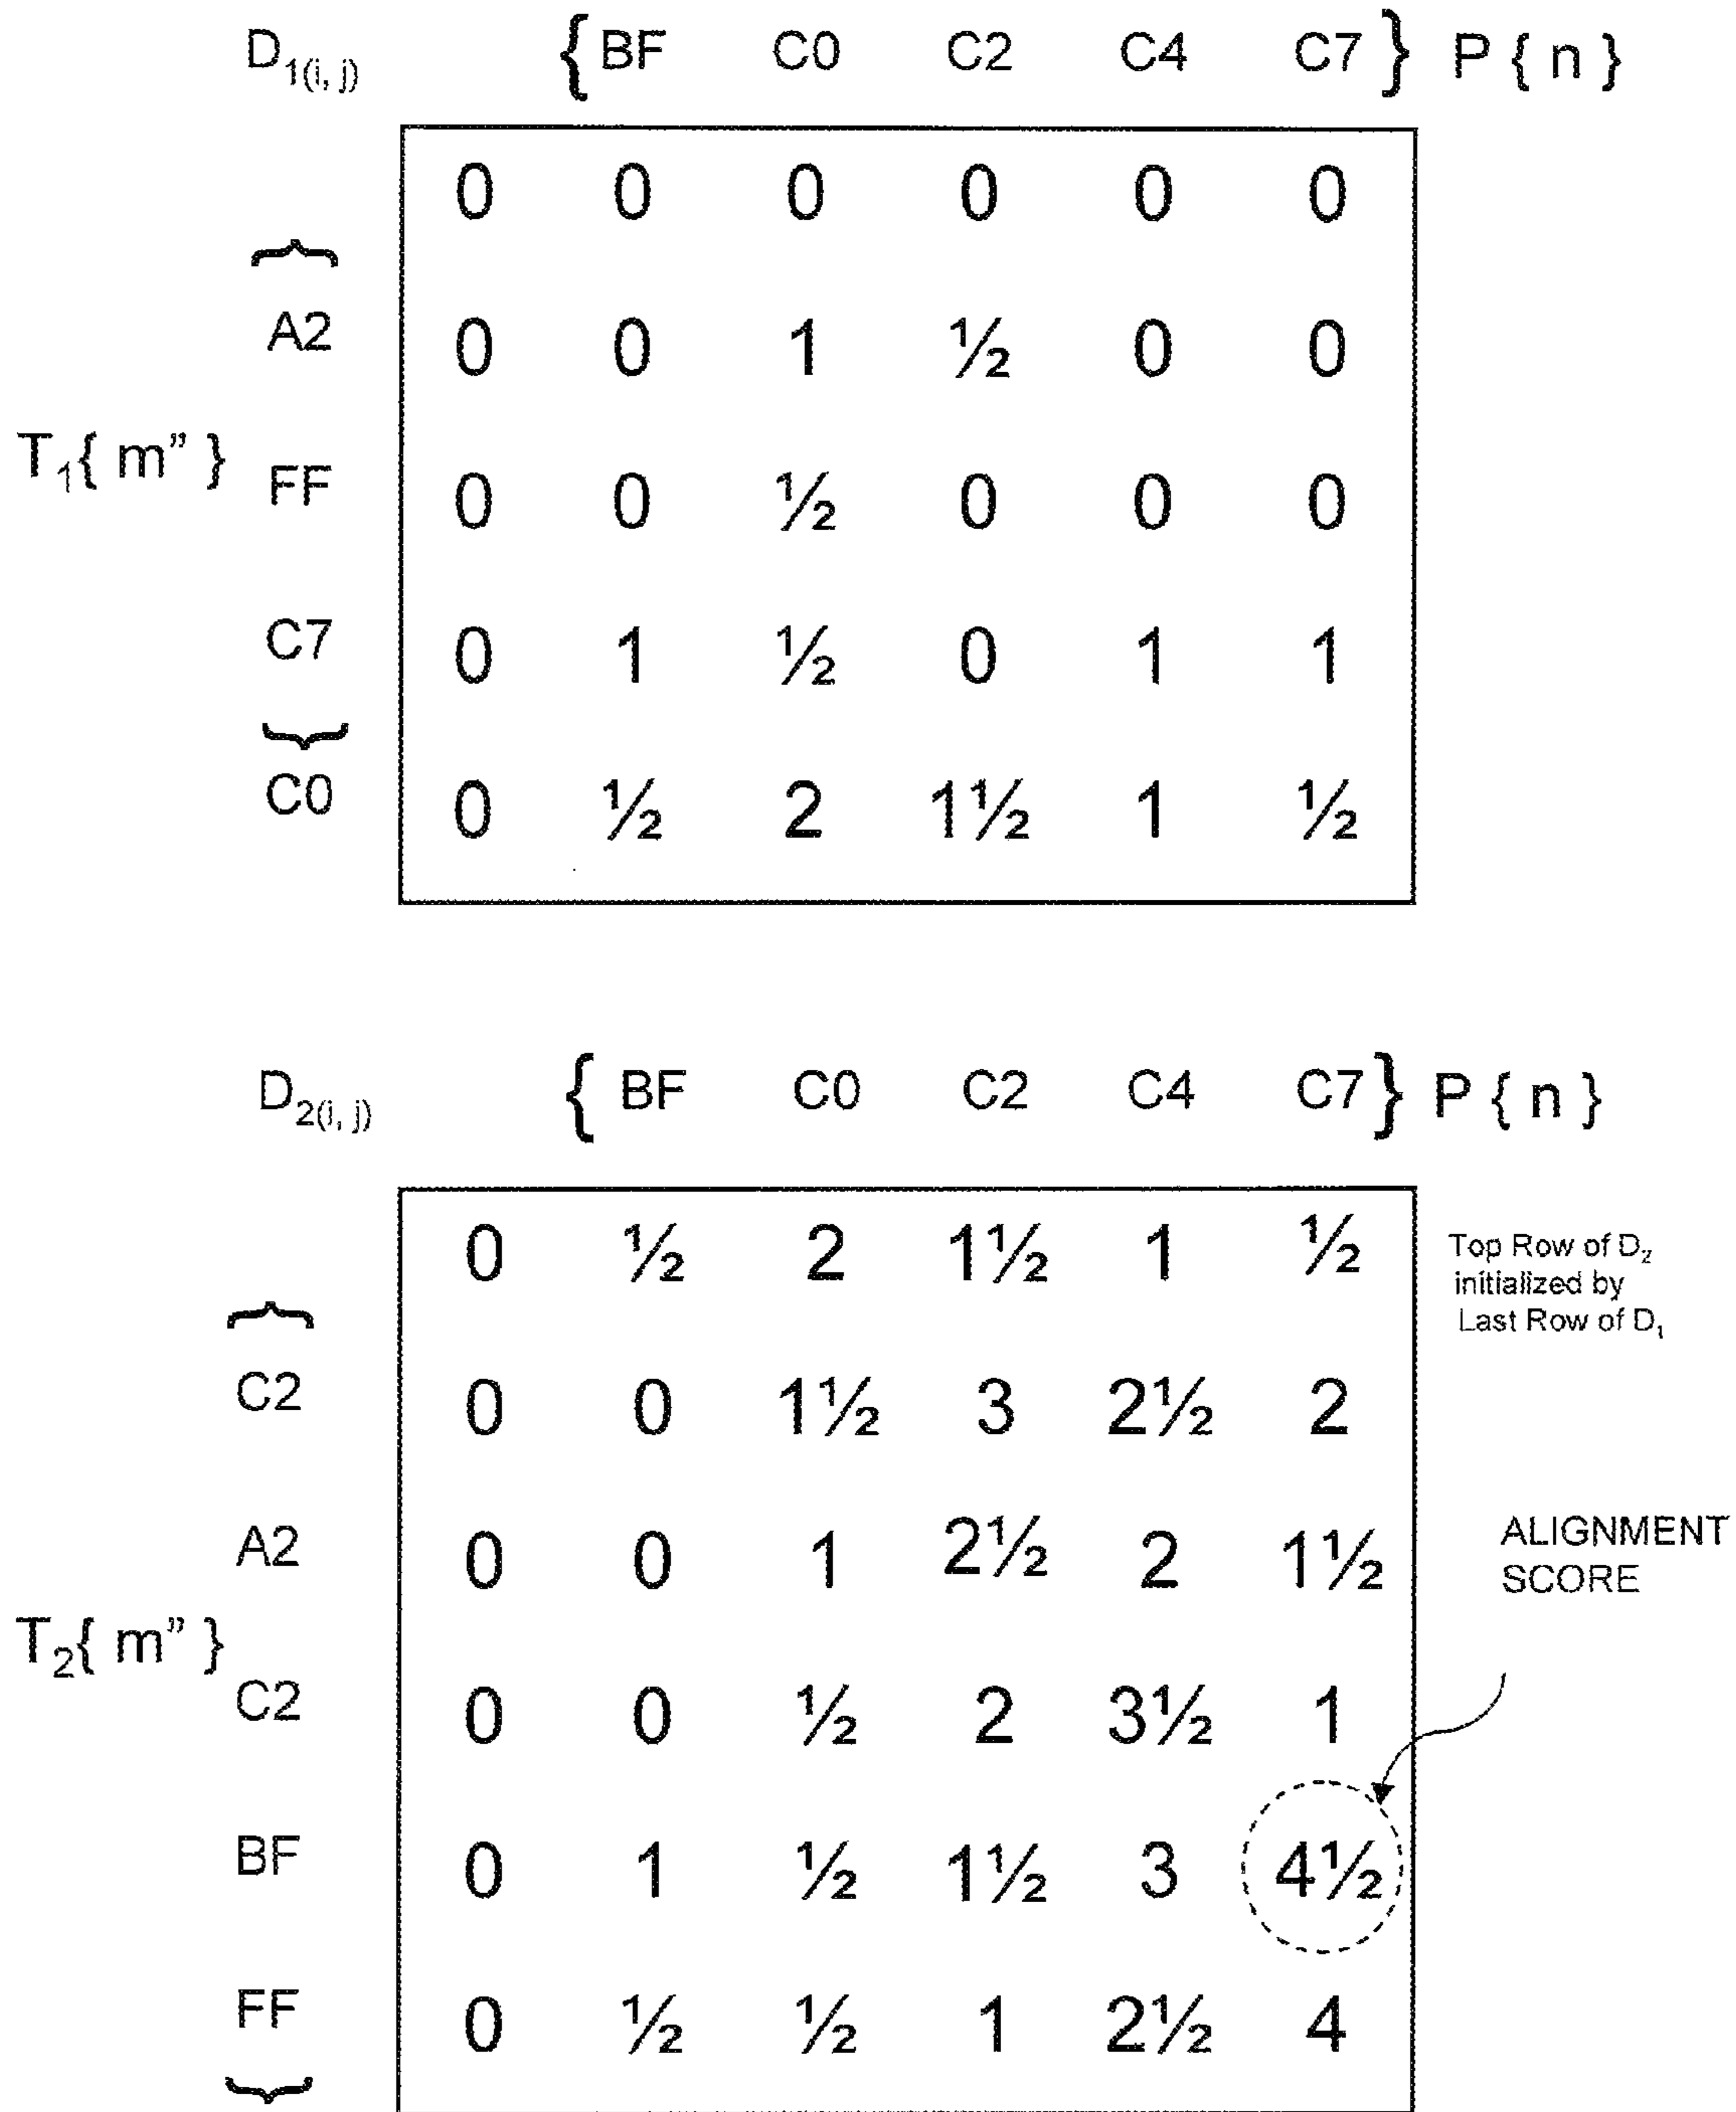 D1(i, j) { BF C0 C2 C4 C7 } P { n }
0 0 0 0 0 0
A2 0 0 1 ½ 0 0
T1{ m” }
FF 0 0 ½ 0 0 0
C7 0 1 ½ 0 1 1
C0 0 ½ 2 1½ 1 ½
D2(i, j) { BF C0 C2 C4 C7 } P { n }
0 ½ 2 1½ 1 ½
Top Row of D2
initialized by
Last Row of D1
C2 0 0 1½ 3 2½ 2
A2 0 0 1 2½ 2 1½
ALIGNMENT
SCORE
T2{ m” }
C2 0 0 ½ 2 3½ 1
BF 0 1 ½ 1½ 3 4½
FF 0 ½ ½ 1 2½ 4